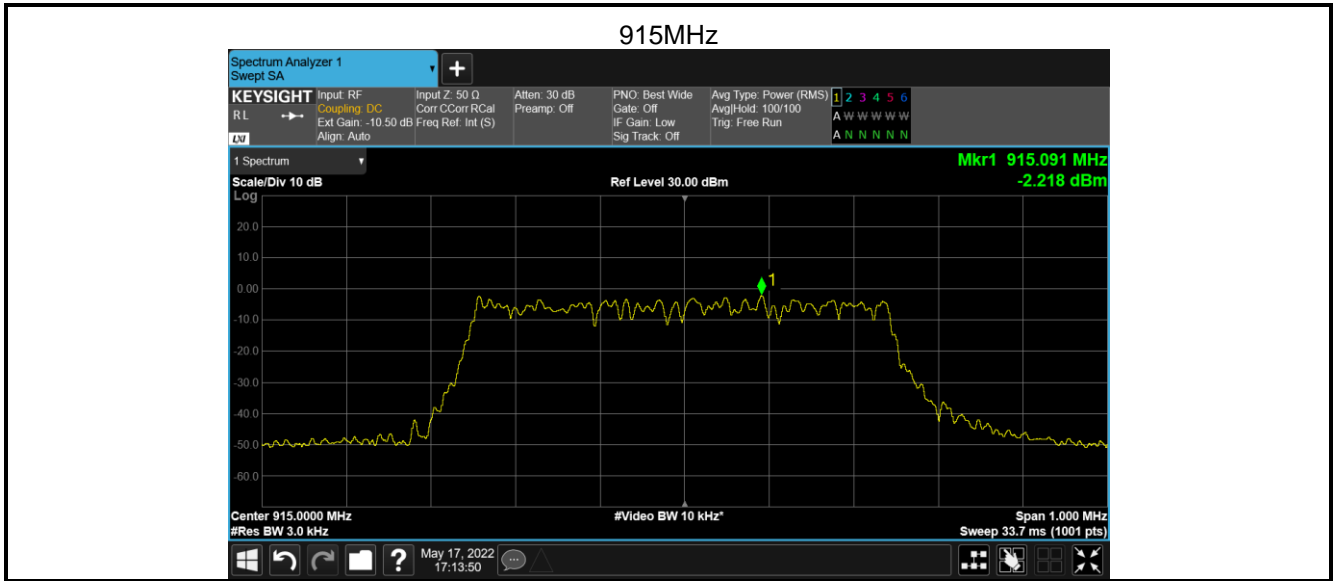 915MHz
Spectrum Analyzer 1
Swept SA
+
KEYSIGHT
RL
LXI
Input: RF
Coupling: DC
Ext Gain: -10.50 dB
Align: Auto
Input Z: 50 Ω
Corr CCorr RCal
Freq Ref: Int (S)
Atten: 30 dB
Preamp: Off
PNO: Best Wide
Gate: Off
IF Gain: Low
Sig Track: Off
Avg Type: Power (RMS)
Avg|Hold: 100/100
Trig: Free Run
1 2 3 4 5 6
A W W W W W
A N N N N N
1 Spectrum
Mkr1 915.091 MHz
Scale/Div 10 dB
Ref Level 30.00 dBm
-2.218 dBm
Log
20.0
10.0
1
0.00
-10.0
-20.0
-30.0
-40.0
-50.0
-60.0
Center 915.0000 MHz
#Video BW 10 kHz*
Span 1.000 MHz
#Res BW 3.0 kHz
Sweep 33.7 ms (1001 pts)
?
May 17, 2022
17:13:50